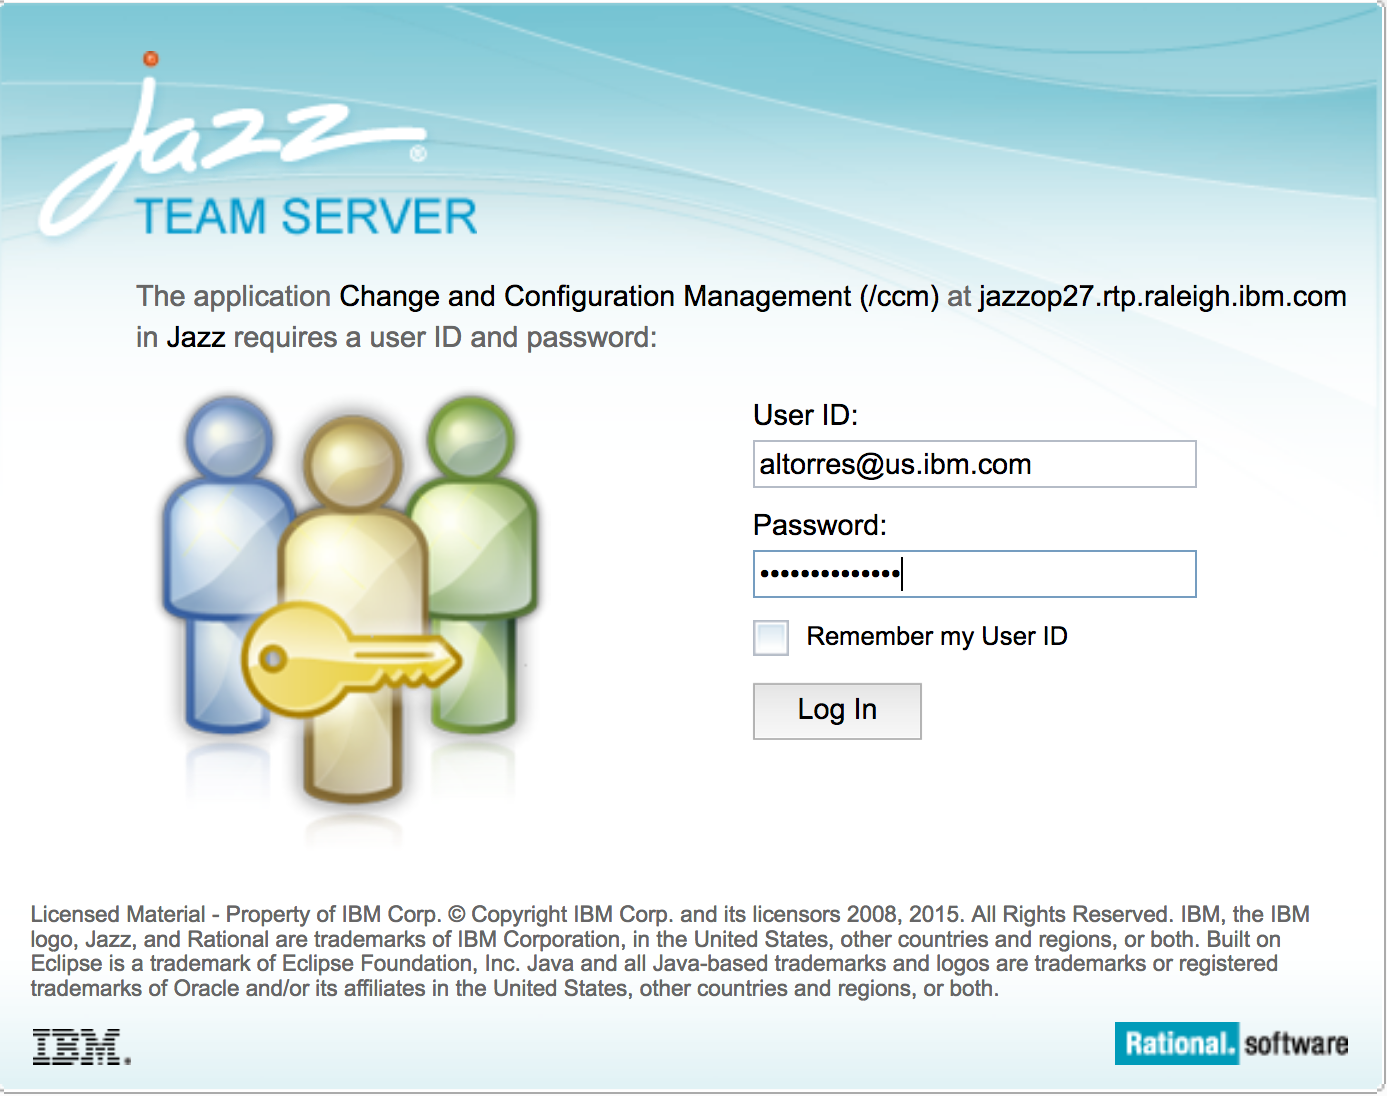 jazz®
TEAM SERVER
The application Change and Configuration Management (/ccm) at jazzop27.rtp.raleigh.ibm.com
in Jazz requires a user ID and password:
User ID:
altorres@us.ibm.com
Password:
••••••••••••••
Remember my User ID
Log In
Licensed Material - Property of IBM Corp. © Copyright IBM Corp. and its licensors 2008, 2015. All Rights Reserved. IBM, the IBM
logo, Jazz, and Rational are trademarks of IBM Corporation, in the United States, other countries and regions, or both. Built on
Eclipse is a trademark of Eclipse Foundation, Inc. Java and all Java-based trademarks and logos are trademarks or registered
trademarks of Oracle and/or its affiliates in the United States, other countries and regions, or both.
IBM. Rational. software